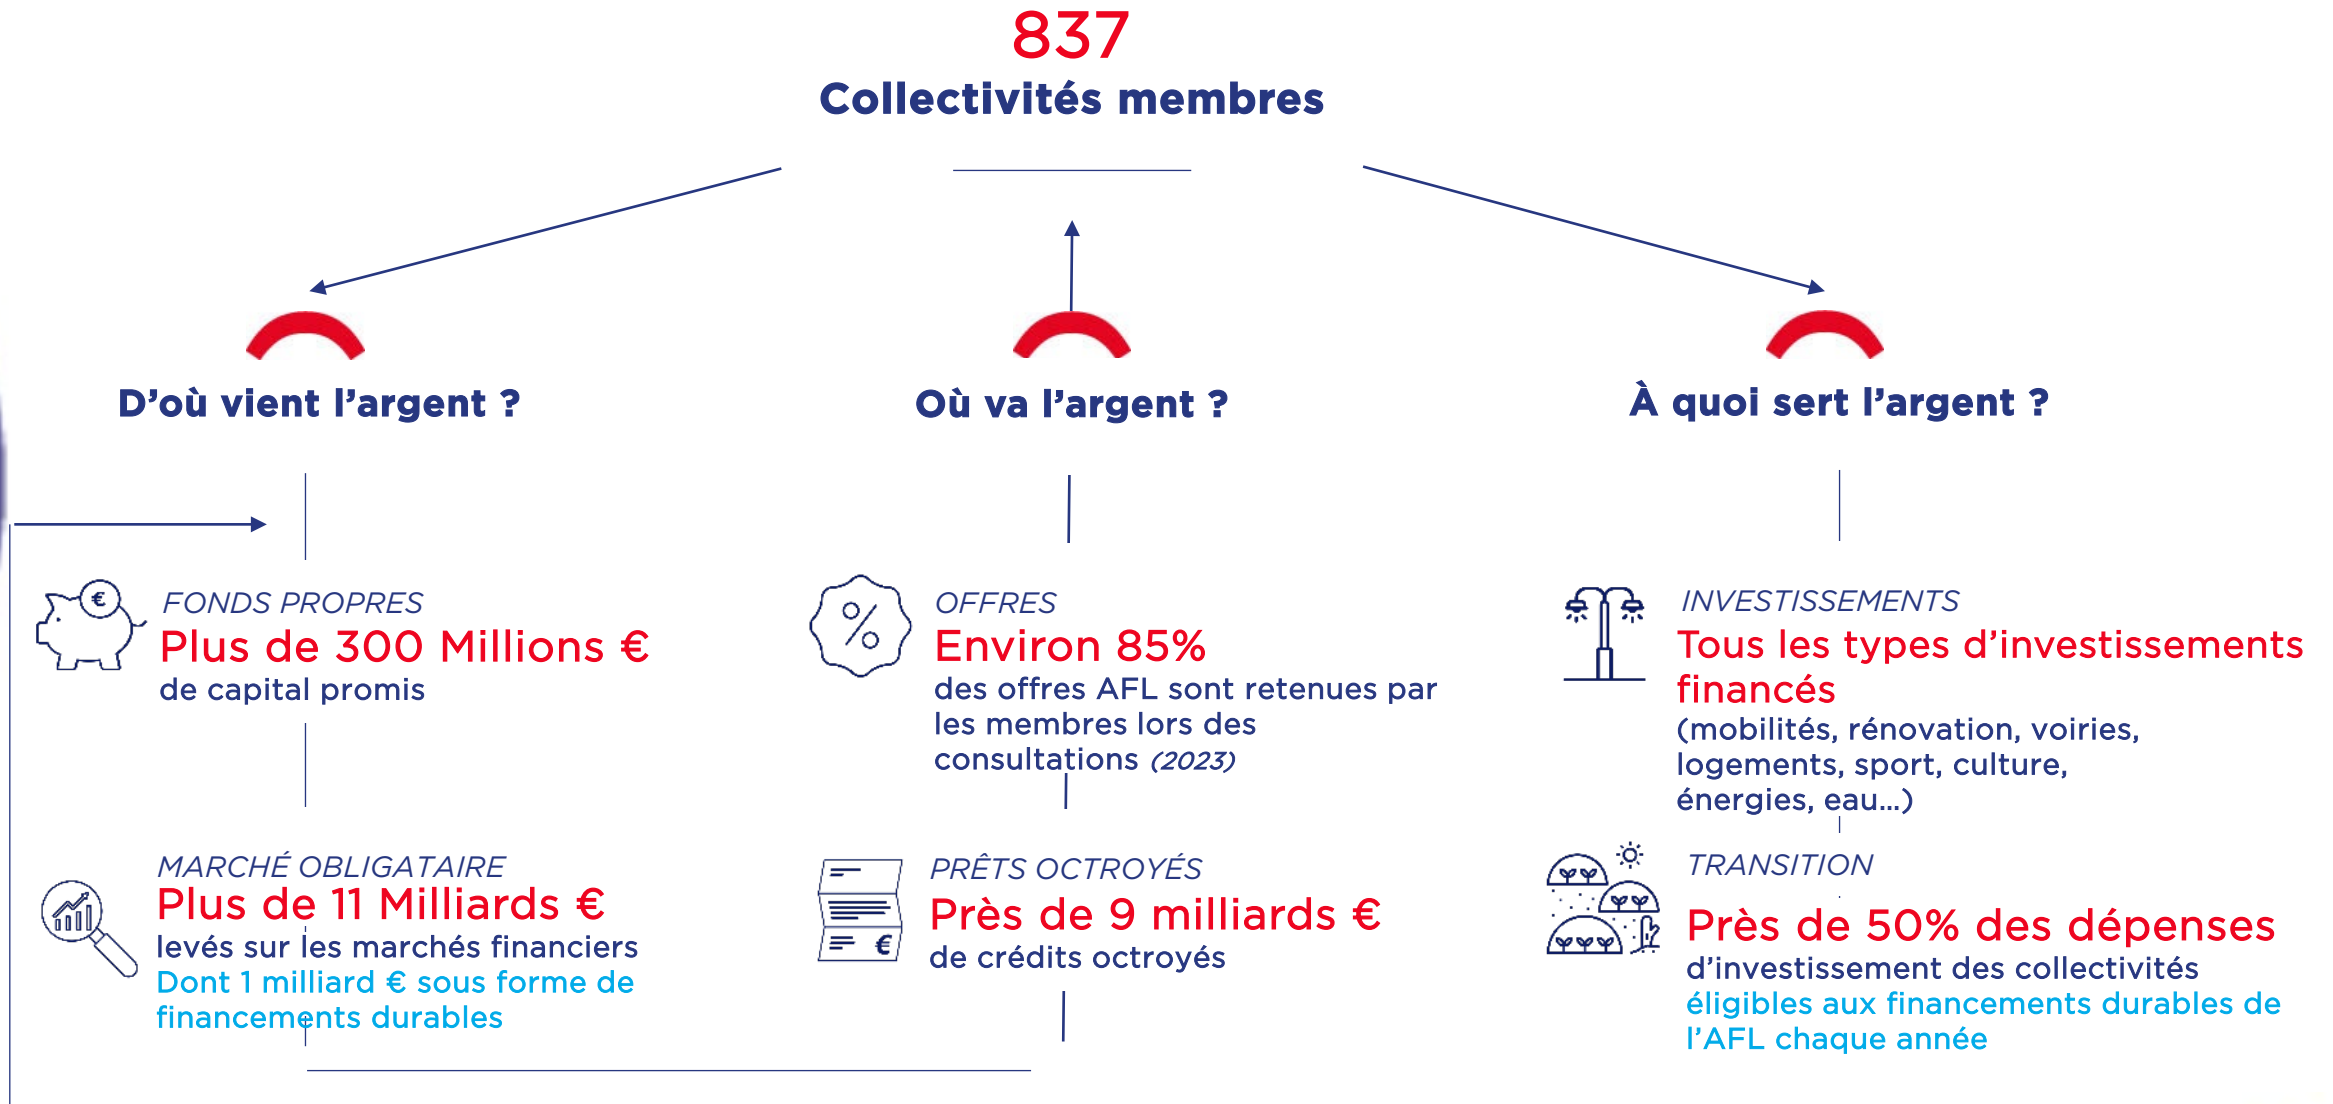 837
Collectivités membres
D'où vient l'argent ?
FONDS PROPRES
Plus de 300 Millions €
de capital promis
MARCHÉ OBLIGATAIRE
Plus de 11 Milliards €
levés sur les marchés financiers
Dont 1 milliard € sous forme de
financements durables
Où va l'argent ?
OFFRES
Environ 85%
des offres AFL sont retenues par
les membres lors des
consultations (2023)
PRÊTS OCTROYÉS
Près de 9 milliards €
de crédits octroyés
À quoi sert l'argent ?
INVESTISSEMENTS
Tous les types d'investissements
financés
(mobilités, rénovation, voiries,
logements, sport, culture,
énergies, eau...)
TRANSITION
Près de 50% des dépenses
d'investissement des collectivités
éligibles aux financements durables de
l'AFL chaque année